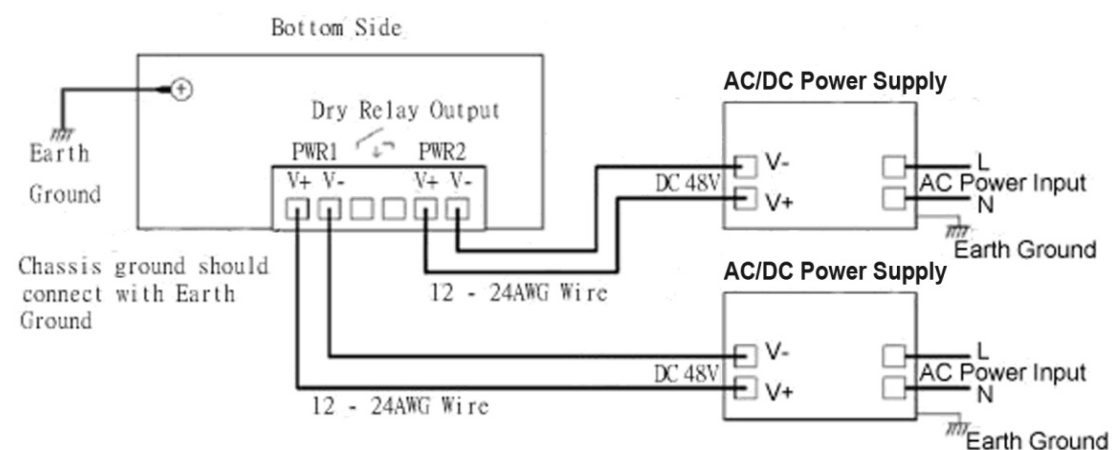 Bottom Side
Earth
Ground
Dry Relay Output
PWR1
PWR2
V+ V-
V+ V-
Chassis ground should
connect with Earth
Ground
12 - 24AWG Wire
12 - 24AWG Wire
AC/DC Power Supply
DC 48V
V-
V+
L
AC Power Input
N
Earth Ground
AC/DC Power Supply
DC 48V
V-
V+
L
AC Power Input
N
Earth Ground